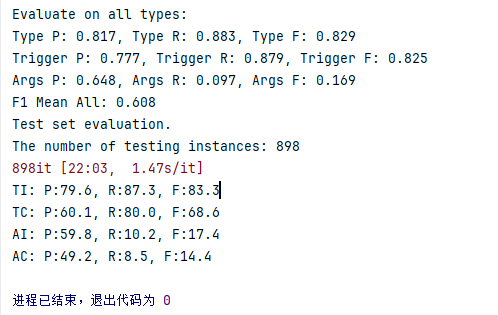 Evaluate on all types:
Type P: 0.817, Type R: 0.883, Type F: 0.829
Trigger P: 0.777, Trigger R: 0.879, Trigger F: 0.825
Args P: 0.648, Args R: 0.097, Args F: 0.169
F1 Mean All: 0.608
Test set evaluation.
The number of testing instances: 898
898it [22:03,  1.47s/it]
TI: P:79.6, R:87.3, F:83.3
TC: P:60.1, R:80.0, F:68.6
AI: P:59.8, R:10.2, F:17.4
AC: P:49.2, R:8.5, F:14.4
进程已结束，退出代码为 0